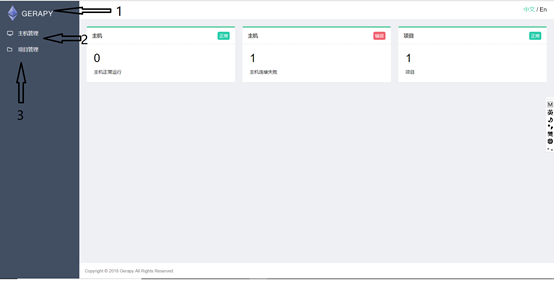 GERAPY
1
中文 / En
主机管理
2
项目管理
3
主机 正常
0
主机正常运行
主机 错误
1
主机连接失败
项目 正常
1
项目
M
英
简
Copyright © 2018 Gerapy All Rights Reserved.